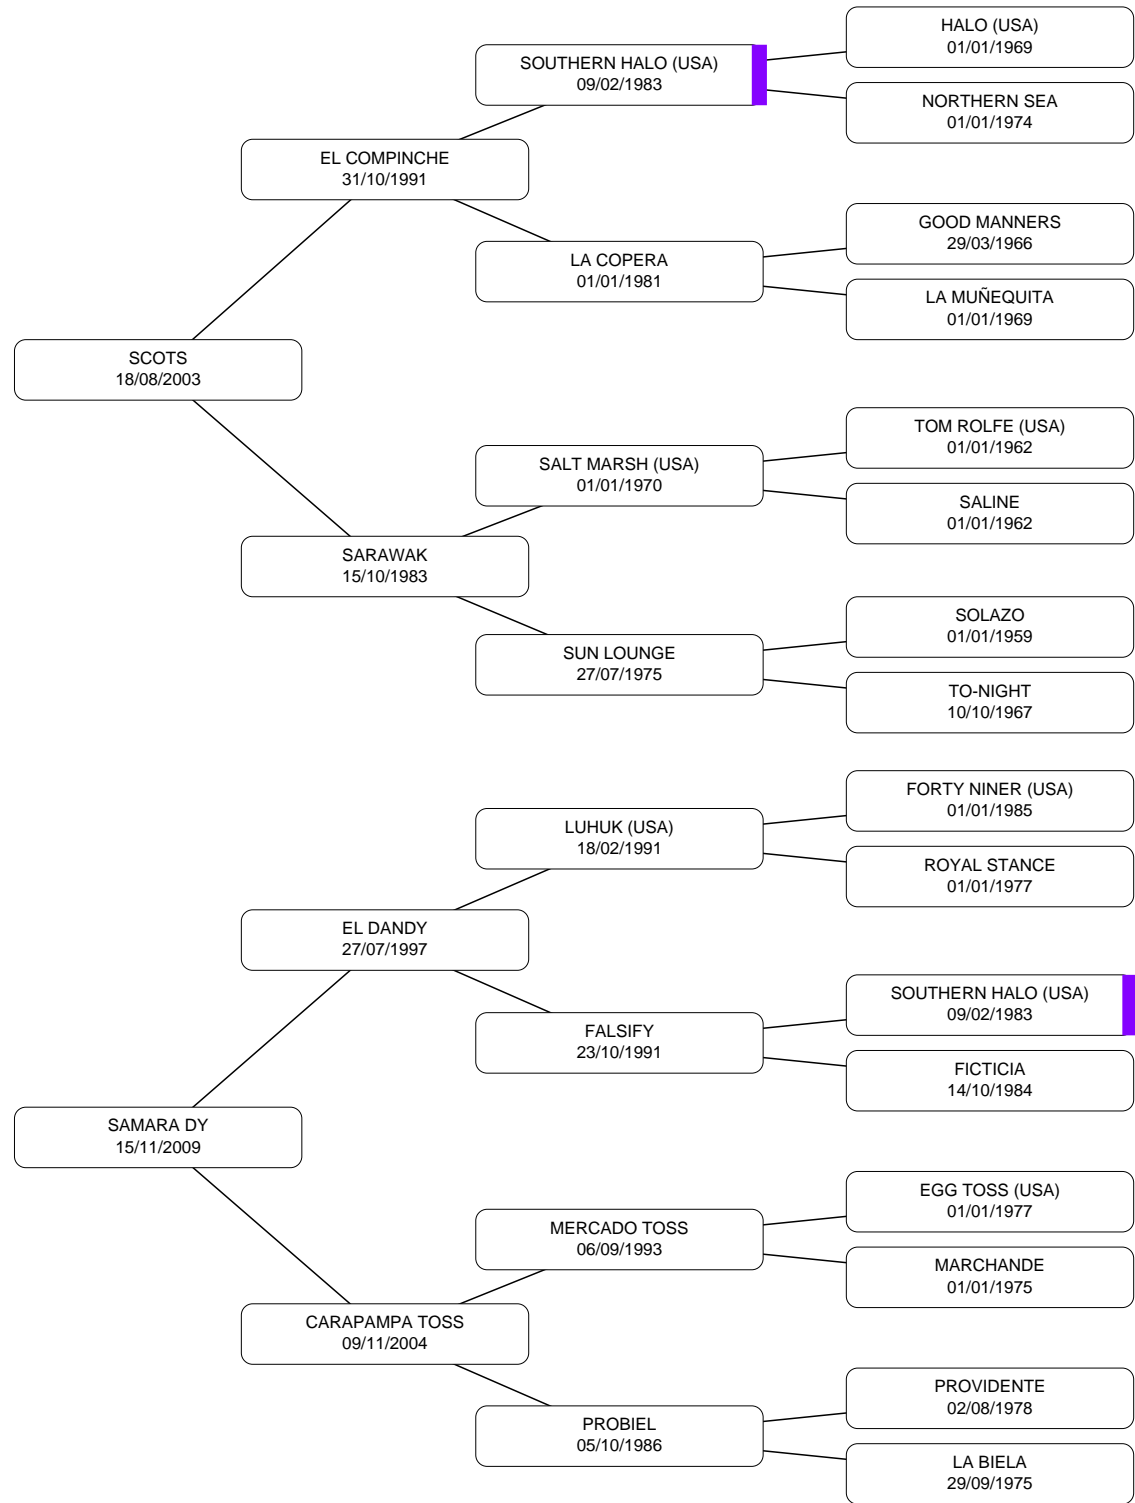 HALO (USA)
01/01/1969
SOUTHERN HALO (USA)
09/02/1983
NORTHERN SEA
01/01/1974
EL COMPINCHE
31/10/1991
GOOD MANNERS
29/03/1966
LA COPERA
01/01/1981
LA MUÑEQUITA
01/01/1969
SCOTS
18/08/2003
TOM ROLFE (USA)
01/01/1962
SALT MARSH (USA)
01/01/1970
SALINE
01/01/1962
SARAWAK
15/10/1983
SOLAZO
01/01/1959
SUN LOUNGE
27/07/1975
TO-NIGHT
10/10/1967
FORTY NINER (USA)
01/01/1985
LUHUK (USA)
18/02/1991
ROYAL STANCE
01/01/1977
EL DANDY
27/07/1997
SOUTHERN HALO (USA)
09/02/1983
FALSIFY
23/10/1991
FICTICIA
14/10/1984
SAMARA DY
15/11/2009
EGG TOSS (USA)
01/01/1977
MERCADO TOSS
06/09/1993
MARCHANDE
01/01/1975
CARAPAMPA TOSS
09/11/2004
PROVIDENTE
02/08/1978
PROBIEL
05/10/1986
LA BIELA
29/09/1975